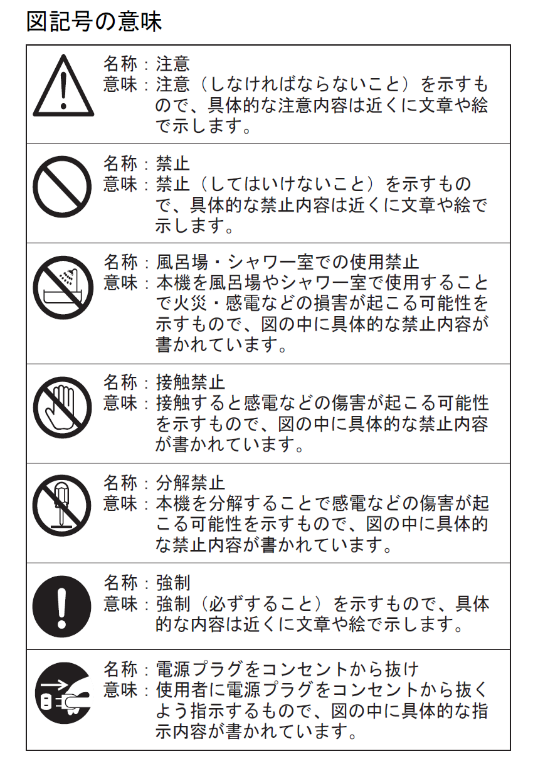 図記号の意味
名称：注意
意味：注意（しなければならないこと）を示すも
ので、具体的な注意内容は近くに文章や絵
で示します。
名称：禁止
意味：禁止（してはいけないこと）を示すもの
で、具体的な禁止内容は近くに文章や絵で
示します。
名称：風呂場・シャワー室での使用禁止
意味：本機を風呂場やシャワー室で使用すること
で火災・感電などの損害が起こる可能性を
示すもので、図の中に具体的な禁止内容が
書かれています。
名称：接触禁止
意味：接触すると感電などの傷害が起こる可能性
を示すもので、図の中に具体的な禁止内容
が書かれています。
名称：分解禁止
意味：本機を分解することで感電などの傷害が起
こる可能性を示すもので、図の中に具体的
な禁止内容が書かれています。
名称：強制
意味：強制（必ずすること）を示すもので、具体
的な内容は近くに文章や絵で示します。
名称：電源プラグをコンセントから抜け
意味：使用者に電源プラグをコンセントから抜く
よう指示するもので、図の中に具体的な指
示内容が書かれています。